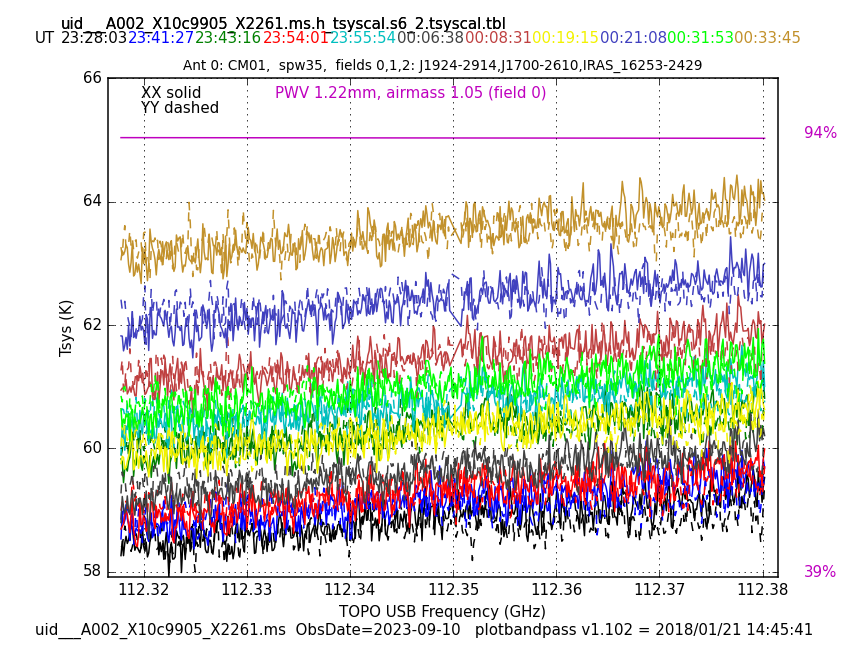 uid___A002_X10c9905_X2261.ms.h_tsyscal.s6_2.tsyscal.tbl
UT 23:28:03 23:41:27 23:43:16 23:54:01 23:55:54 00:06:38 00:08:31 00:19:15 00:21:08 00:31:53 00:33:45
Ant 0: CM01,  spw35,  fields 0,1,2: J1924-2914,J1700-2610,IRAS_16253-2429
66
XX solid PWV 1.22mm, airmass 1.05 (field 0)
YY dashed
94%
64
62
Tsys (K)
60
58
39%
112.32 112.33 112.34 112.35 112.36 112.37 112.38
TOPO USB Frequency (GHz)
uid___A002_X10c9905_X2261.ms  ObsDate=2023-09-10   plotbandpass v1.102 = 2018/01/21 14:45:41